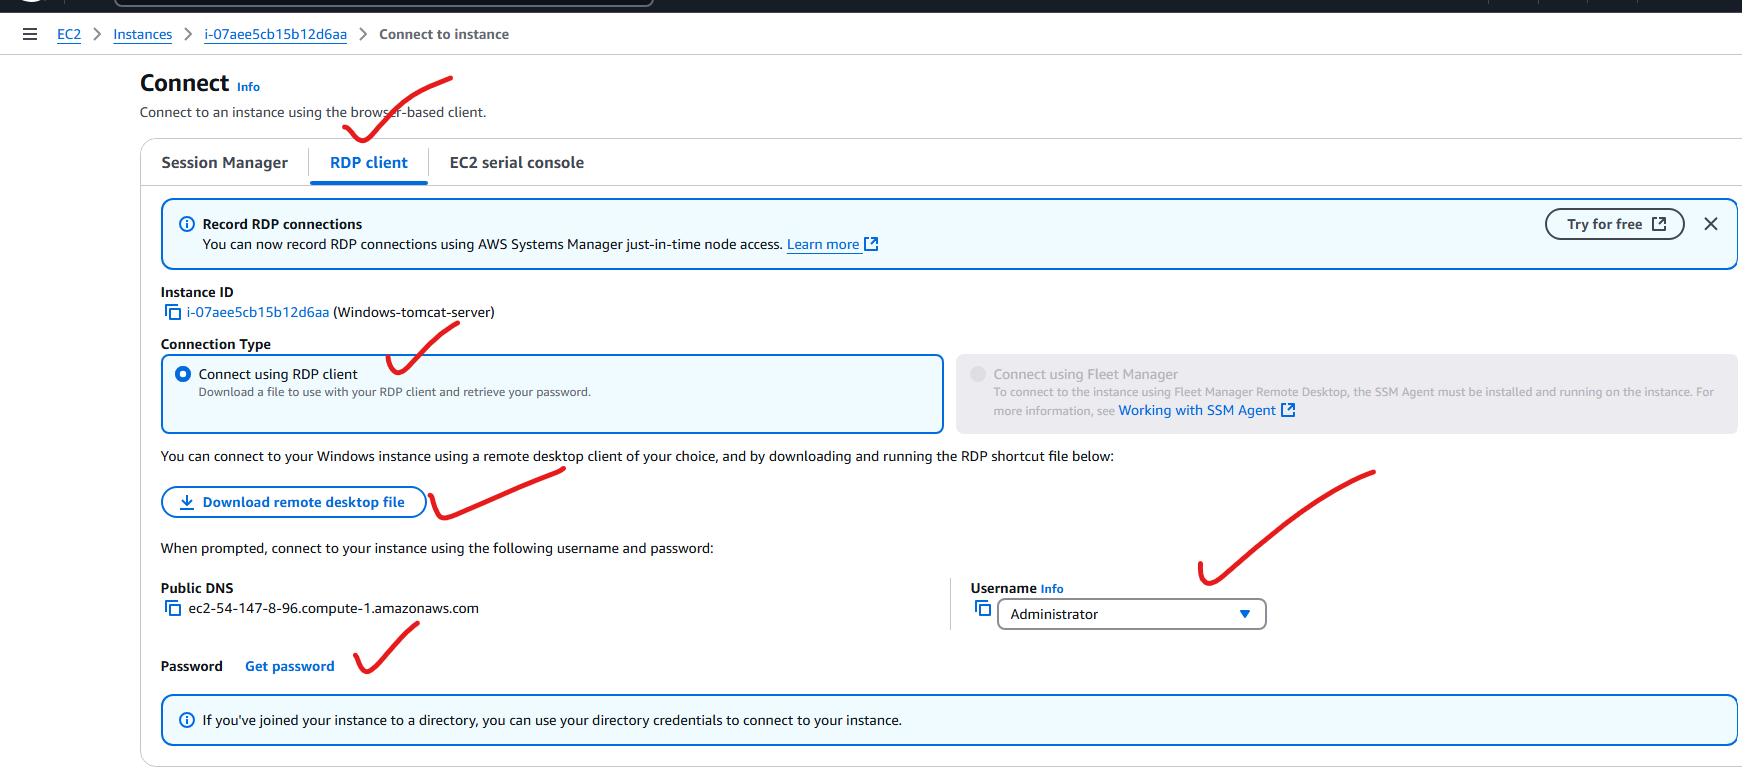 EC2 > Instances > i-07aee5cb15b12d6aa > Connect to instance
Connect Info
Connect to an instance using the browser-based client.
Session Manager RDP client EC2 serial console
Record RDP connections
You can now record RDP connections using AWS Systems Manager just-in-time node access. Learn more
Try for free
Instance ID
i-07aee5cb15b12d6aa (Windows-tomcat-server)
Connection Type
Connect using RDP client
Download a file to use with your RDP client and retrieve your password.
Connect using Fleet Manager
To connect to the instance using Fleet Manager Remote Desktop, the SSM Agent must be installed and running on the instance. For
more information, see Working with SSM Agent
You can connect to your Windows instance using a remote desktop client of your choice, and by downloading and running the RDP shortcut file below:
Download remote desktop file
When prompted, connect to your instance using the following username and password:
Public DNS
ec2-54-147-8-96.compute-1.amazonaws.com
Username Info
Administrator
Password Get password
If you've joined your instance to a directory, you can use your directory credentials to connect to your instance.